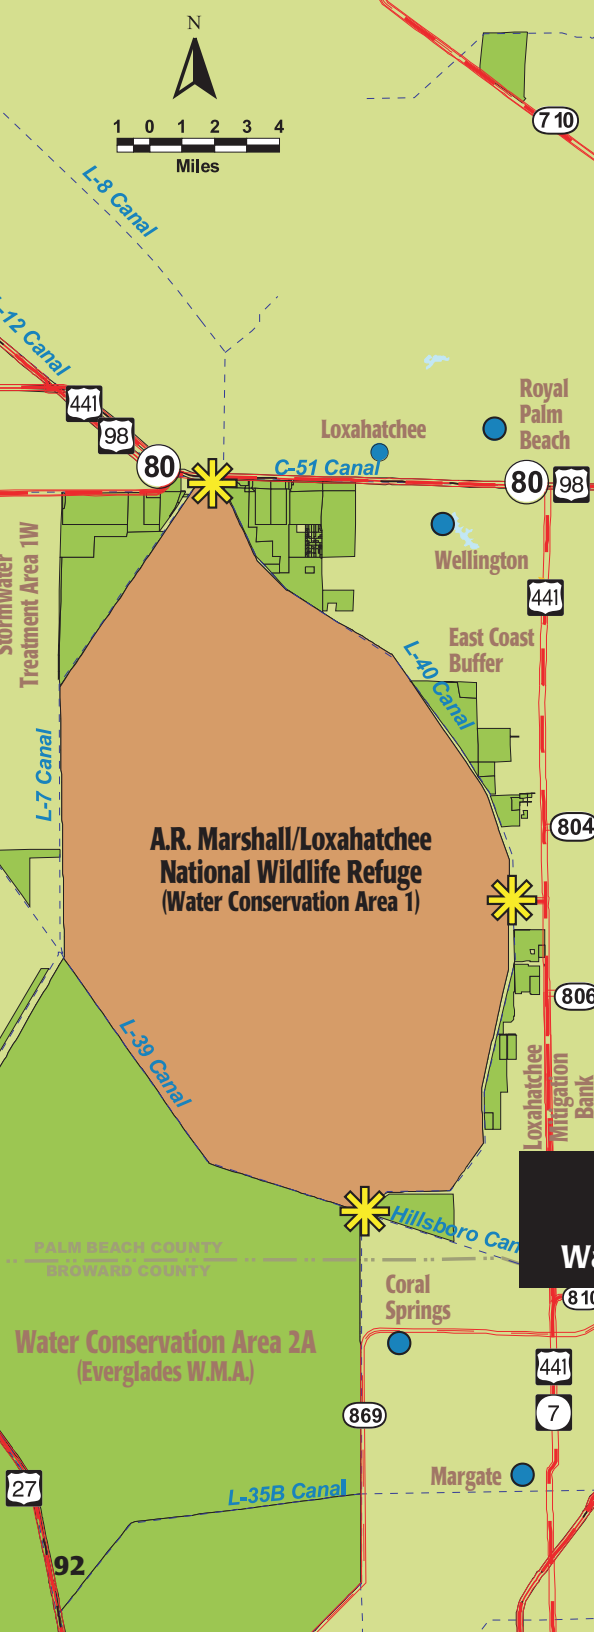 N
710
1 0 1 2 3 4
Miles
L-8 Canal
-12 Canal
441
98
80
Royal
Palm
Beach
Loxahatchee
C-51 Canal
80
98
Wellington
441
Stormwater
Treatment Area 1W
East Coast
Buffer
L-40 Canal
L-7 Canal
804
A.R. Marshall/Loxahatchee
National Wildlife Refuge
(Water Conservation Area 1)
806
L-39 Canal
Loxahatchee
Mitigation
Bank
Hillsboro Can
Wa
PALM BEACH COUNTY
BROWARD COUNTY
810
Coral
Springs
Water Conservation Area 2A
(Everglades W.M.A.)
441
7
869
27
Margate
L-35B Canal
92